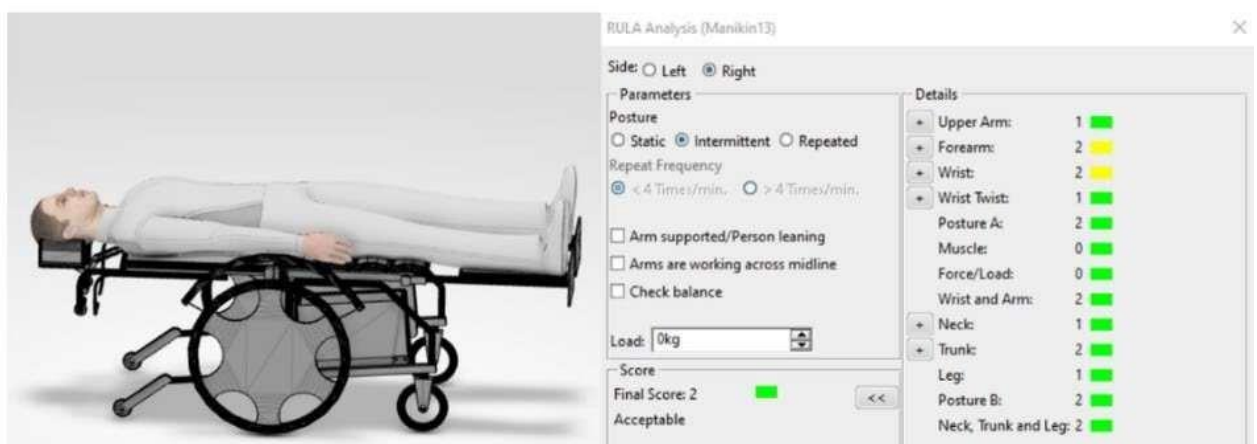 RULA Analysis (Manikin13)
Side: Left Right
Parameters
Posture
Static Intermittent Repeated
Repeat Frequency
< 4 Times/min. > 4 Times/min.
Arm supported/Person leaning
Arms are working across midline
Check balance
Load: 0kg
Score
Final Score: 2
<<
Acceptable
Details
+ Upper Arm: 1
+ Forearm: 2
+ Wrist: 2
+ Wrist Twist: 1
Posture A: 2
Muscle: 0
Force/Load: 0
Wrist and Arm: 2
+ Neck: 1
+ Trunk: 2
Leg: 1
Posture B: 2
Neck, Trunk and Leg: 2